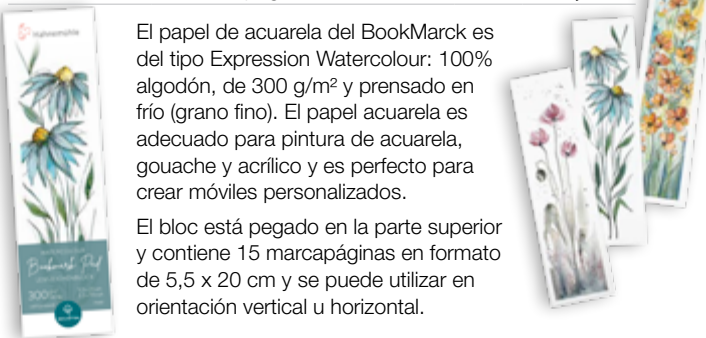 Hahnemühle
El papel de acuarela del BookMarck es
del tipo Expression Watercolour: 100%
algodón, de 300 g/m² y prensado en
frío (grano fino). El papel acuarela es
adecuado para pintura de acuarela,
gouache y acrílico y es perfecto para
crear móviles personalizados.
El bloc está pegado en la parte superior
y contiene 15 marcapáginas en formato
de 5,5 x 20 cm y se puede utilizar en
orientación vertical u horizontal.
Bookmark Pad
300